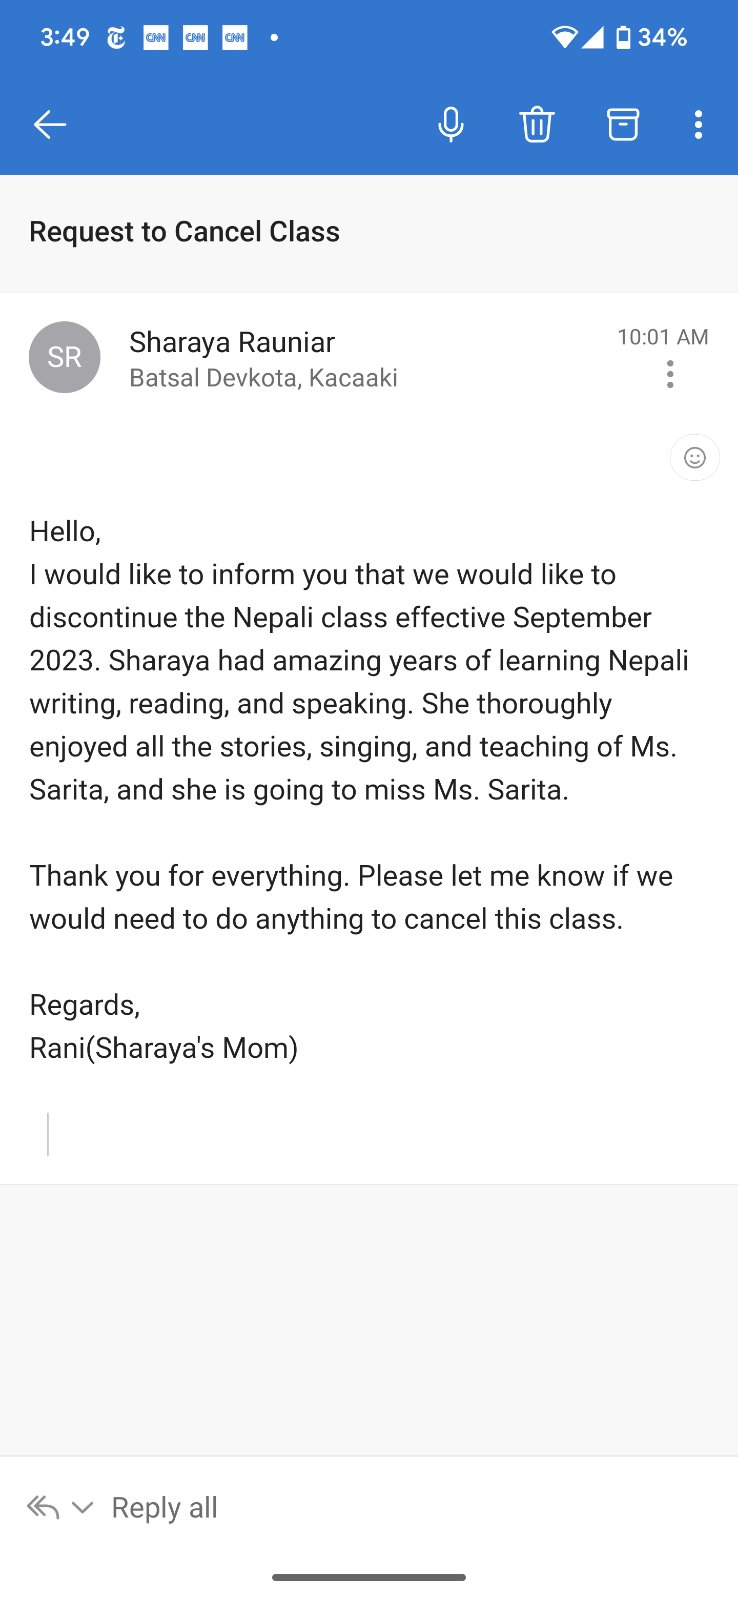 3:49 CNN CNN CNN 34%
Request to Cancel Class
SR
Sharaya Rauniar
10:01 AM
Batsal Devkota, Kacaaki
Hello,
I would like to inform you that we would like to
discontinue the Nepali class effective September
2023. Sharaya had amazing years of learning Nepali
writing, reading, and speaking. She thoroughly
enjoyed all the stories, singing, and teaching of Ms.
Sarita, and she is going to miss Ms. Sarita.
Thank you for everything. Please let me know if we
would need to do anything to cancel this class.
Regards,
Rani(Sharaya's Mom)
Reply all